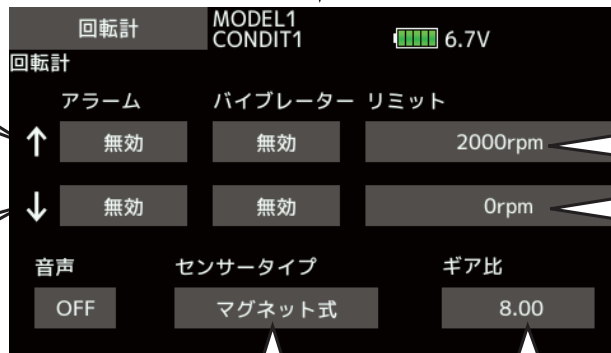 回転計
MODEL1
CONDIT1
6.7V
回転計
アラーム バイブレーター リミット
↑ 無効 無効 2000rpm
↓ 無効 無効 0rpm
音声 センサータイプ ギア比
OFF マグネット式 8.00